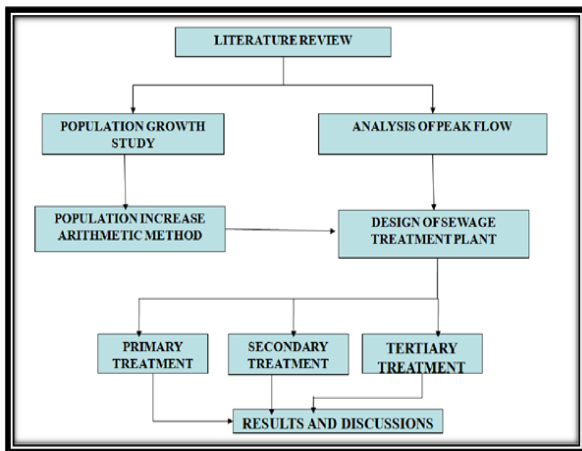 LITERATURE REVIEW
POPULATION GROWTH
STUDY
ANALYSIS OF PEAK FLOW
POPULATION INCREASE
ARITHMETIC METHOD
DESIGN OF SEWAGE
TREATMENT PLANT
PRIMARY
TREATMENT
SECONDARY
TREATMENT
TERTIARY
TREATMENT
RESULTS AND DISCUSSIONS